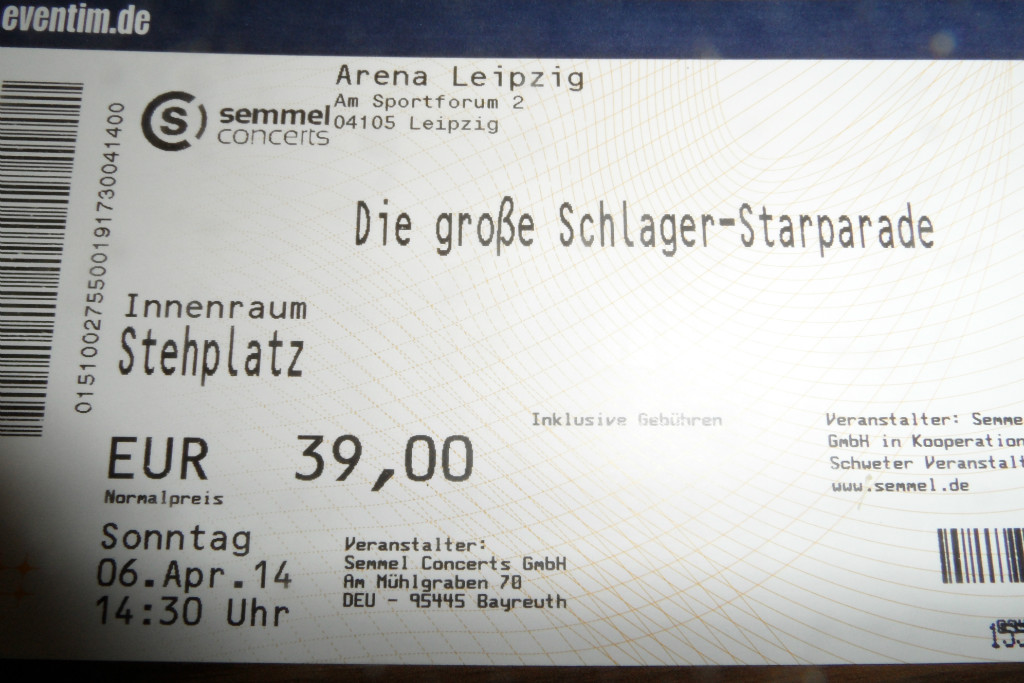 eventim.de
Arena Leipzig
Am Sportforum 2
04105 Leipzig
semmel
concerts
015100275500191730041400
Die große Schlager-Starparade
Innenraum
Stehplatz
Inklusive Gebühren
EUR 39,00
Normalpreis
Veranstalter: Semme
GmbH in Kooperation
Schweter Veranstalt
www.semmel.de
Sonntag
06.Apr.14
14:30 Uhr
Veranstalter:
Semmel Concerts GmbH
Am Mühlgraben 70
DEU - 95445 Bayreuth